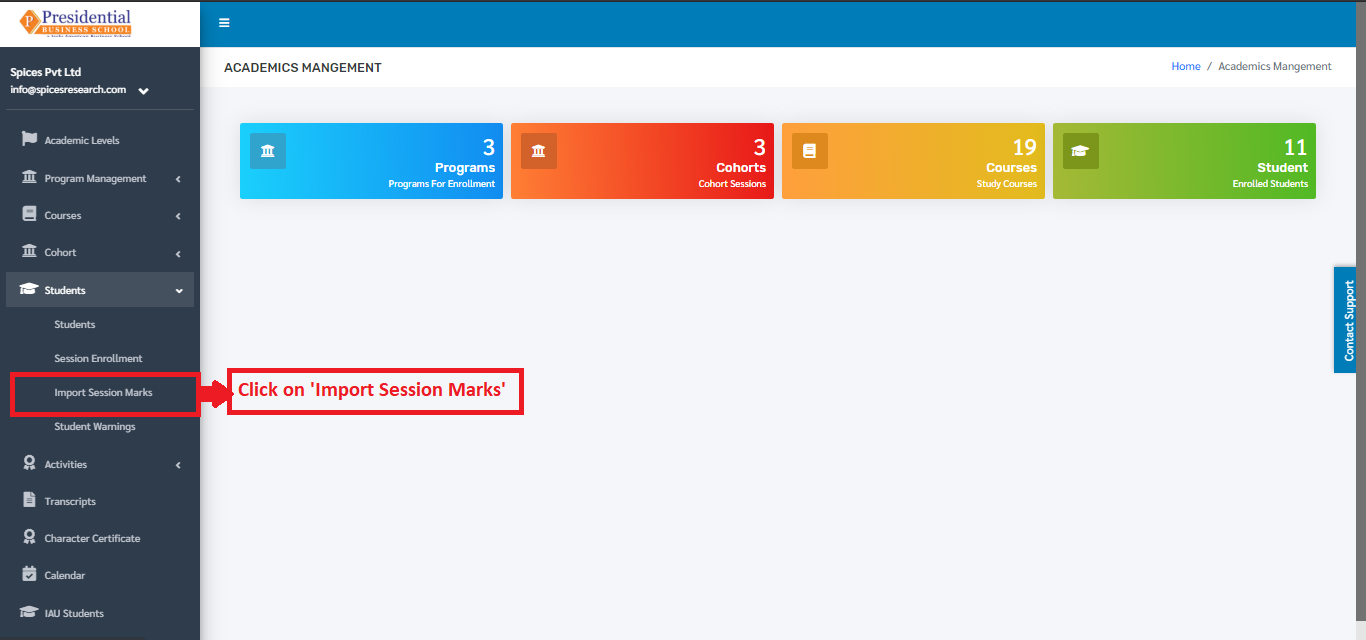 Presidential
BUSINESS SCHOOL
Spices Pvt Ltd
info@spicesresearch.com
Academic Levels
Program Management
Courses
Cohort
Students
Students
Session Enrollment
Import Session Marks
Student Warnings
Activities
Transcripts
Character Certificate
Calendar
IAU Students
ACADEMICS MANGEMENT
Home / Academics Mangement
3
Programs
Programs For Enrollment
3
Cohorts
Cohort Sessions
19
Courses
Study Courses
11
Student
Enrolled Students
Click on 'Import Session Marks'
Contact Support